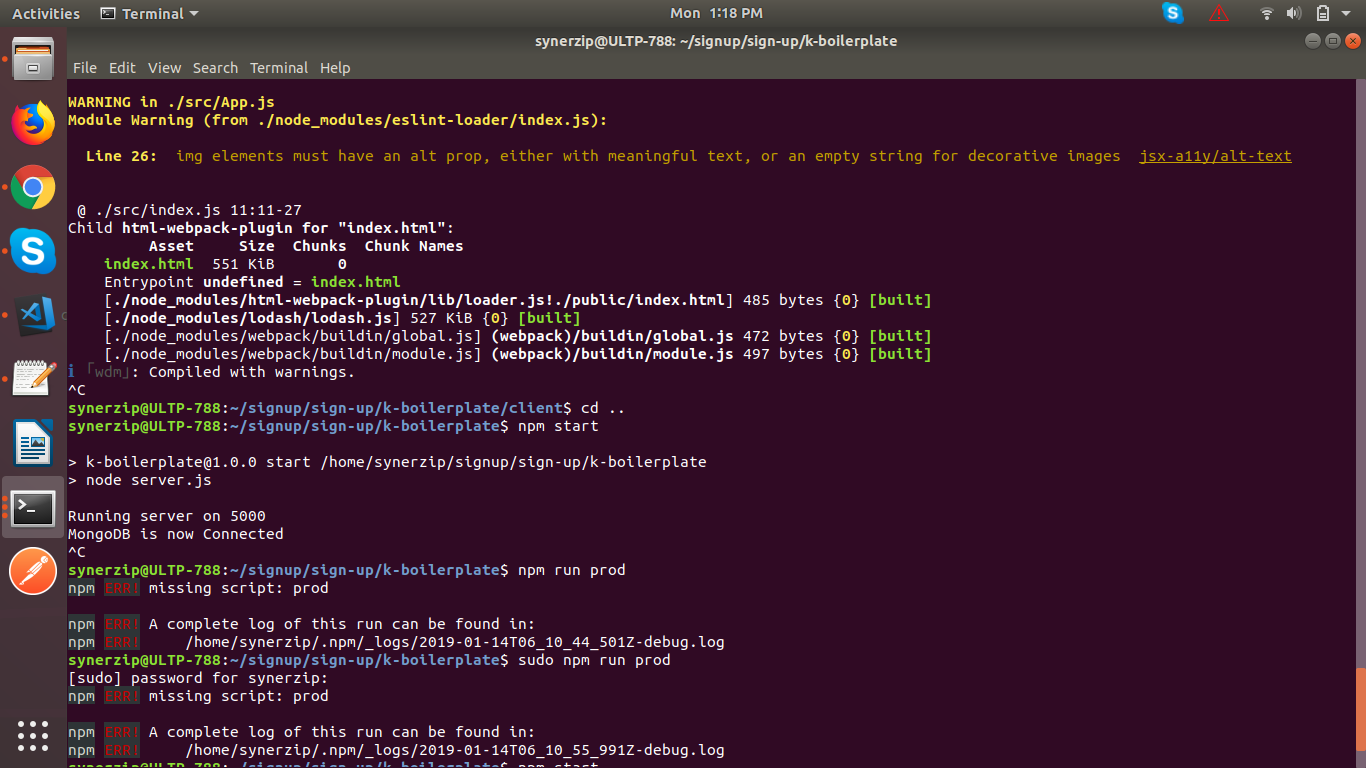 Activities Terminal Mon 1:18 PM
synerzip@ULTP-788: ~/signup/sign-up/k-boilerplate
File Edit View Search Terminal Help
WARNING in ./src/App.js
Module Warning (from ./node_modules/eslint-loader/index.js):
Line 26: img elements must have an alt prop, either with meaningful text, or an empty string for decorative images jsx-a11y/alt-text
@ ./src/index.js 11:11-27
Child html-webpack-plugin for "index.html":
Asset Size Chunks Chunk Names
index.html 551 KiB 0
Entrypoint undefined = index.html
[./node_modules/html-webpack-plugin/lib/loader.js!./public/index.html] 485 bytes {0} [built]
[./node_modules/lodash/lodash.js] 527 KiB {0} [built]
[./node_modules/webpack/buildin/global.js] (webpack)/buildin/global.js 472 bytes {0} [built]
[./node_modules/webpack/buildin/module.js] (webpack)/buildin/module.js 497 bytes {0} [built]
ℹ ｢wdm｣: Compiled with warnings.
^C
synerzip@ULTP-788:~/signup/sign-up/k-boilerplate/client$ cd ..
synerzip@ULTP-788:~/signup/sign-up/k-boilerplate$ npm start
> k-boilerplate@1.0.0 start /home/synerzip/signup/sign-up/k-boilerplate
> node server.js
Running server on 5000
MongoDB is now Connected
^C
synerzip@ULTP-788:~/signup/sign-up/k-boilerplate$ npm run prod
npm ERR! missing script: prod
npm ERR! A complete log of this run can be found in:
npm ERR! /home/synerzip/.npm/_logs/2019-01-14T06_10_44_501Z-debug.log
synerzip@ULTP-788:~/signup/sign-up/k-boilerplate$ sudo npm run prod
[sudo] password for synerzip:
npm ERR! missing script: prod
npm ERR! A complete log of this run can be found in:
npm ERR! /home/synerzip/.npm/_logs/2019-01-14T06_10_55_991Z-debug.log
synerzip@ULTP-788:~/signup/sign-up/k-boilerplate$ npm start